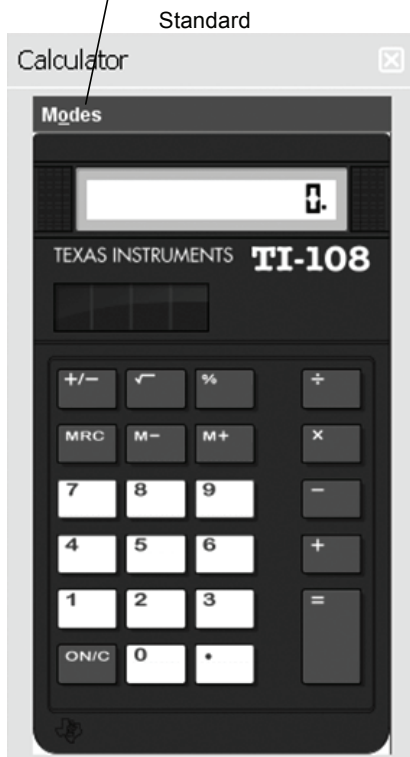 Standard
Calculator
Modes
0.
TEXAS INSTRUMENTS TI-108
+/− √ % ÷
MRC M− M+ ×
7 8 9 −
4 5 6 +
1 2 3 =
ON/C 0 •